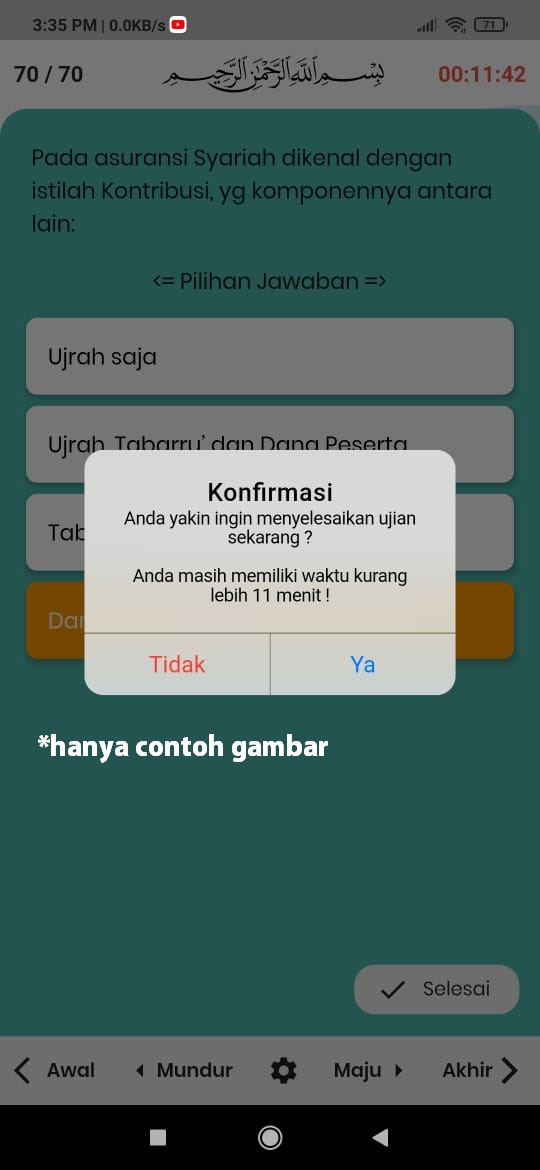 3:35 PM | 0.0KB/s
71
70 / 70
بِسْمِ اللَّهِ الرَّحْمَٰنِ الرَّحِيمِ
00:11:42
Pada asuransi Syariah dikenal dengan
istilah Kontribusi, yg komponennya antara
lain:
<= Pilihan Jawaban =>
Ujrah saja
Ujrah, Tabarru' dan Dana Peserta
Tab
Dar
Konfirmasi
Anda yakin ingin menyelesaikan ujian
sekarang ?
Anda masih memiliki waktu kurang
lebih 11 menit !
Tidak
Ya
*hanya contoh gambar
Selesai
Awal
Mundur
Maju
Akhir